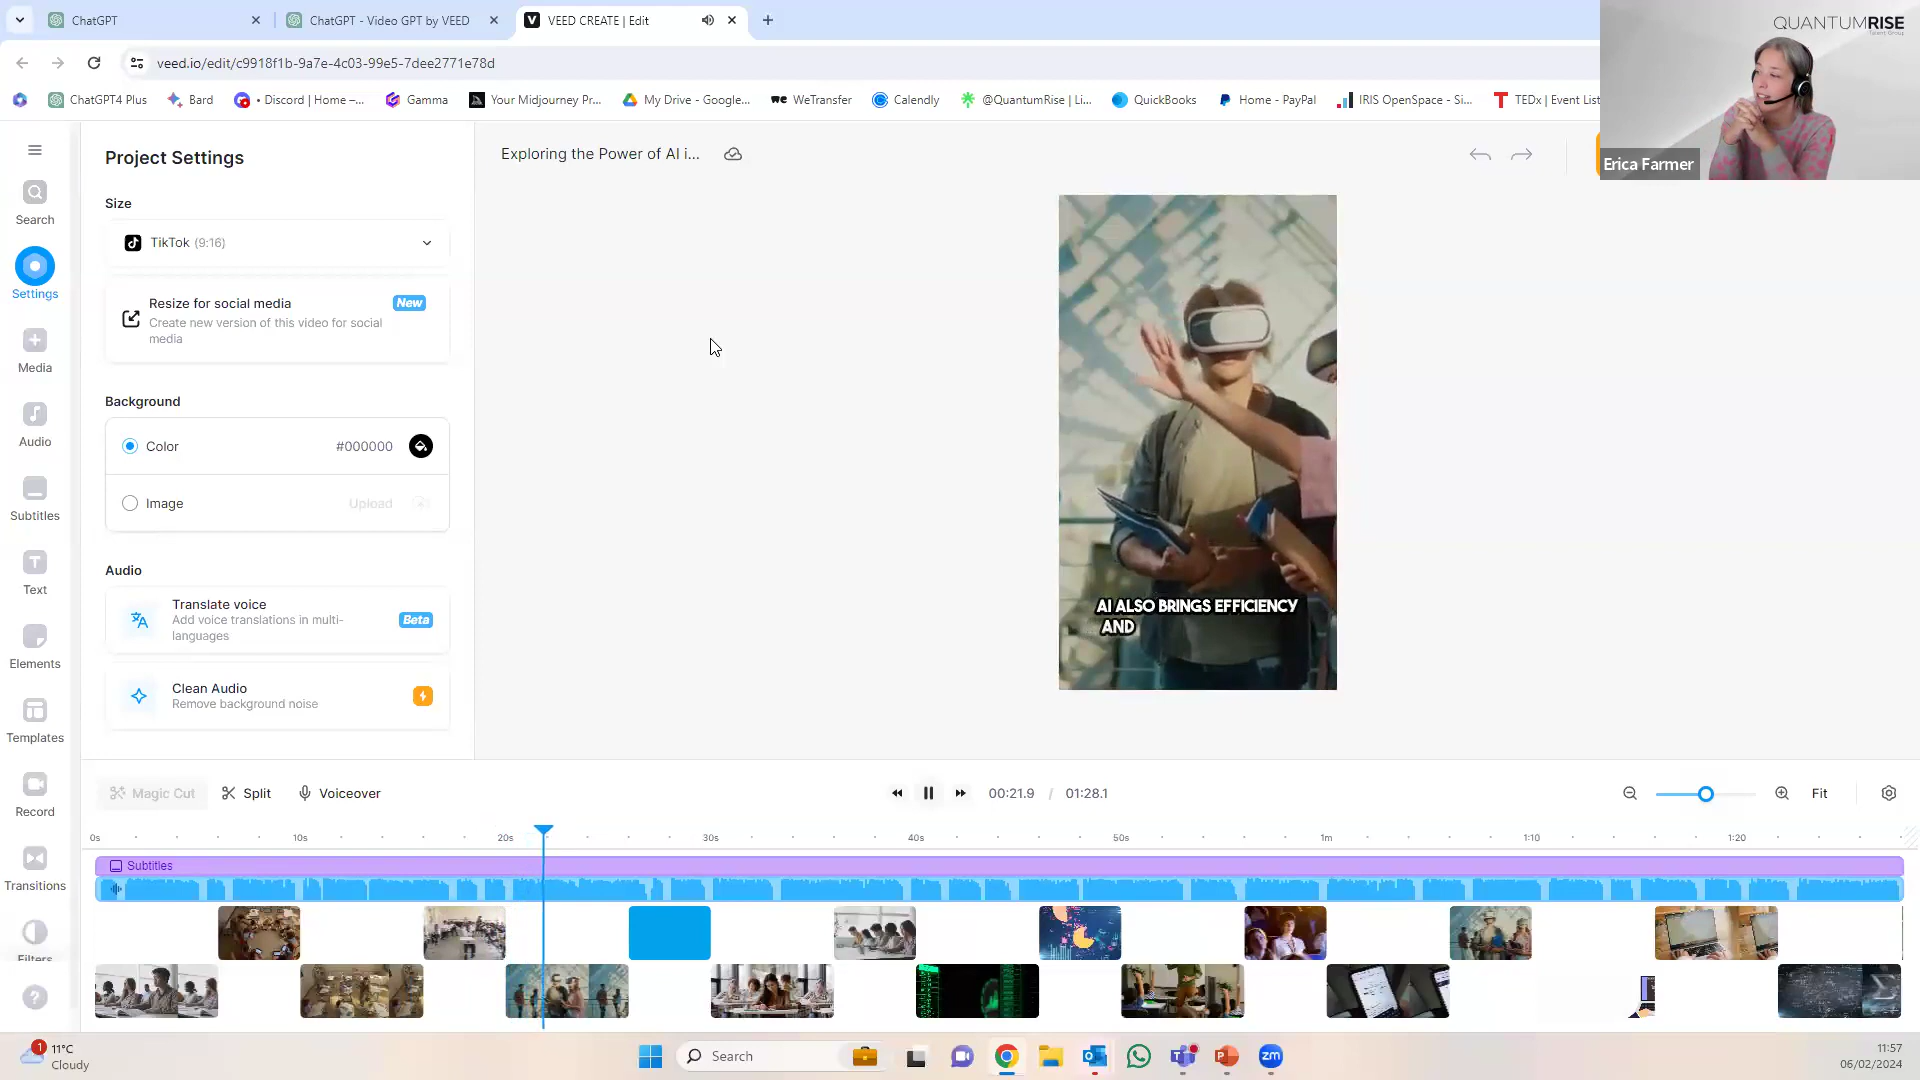 ChatGPT
ChatGPT - Video GPT by VEED
VEED CREATE | Edit
veed.io/edit/c9918f1b-9a7e-4c03-99e5-7dee2771e78d
ChatGPT4 Plus
Bard
• Discord | Home –...
Gamma
Your Midjourney Pr...
My Drive - Google...
WeTransfer
Calendly
@QuantumRise | Li...
QuickBooks
Home - PayPal
IRIS OpenSpace - Si...
TEDx | Event List
QUANTUMRISE
Talent Group
Erica Farmer
Search
Settings
Media
Audio
Subtitles
Text
Elements
Templates
Record
Transitions
Filters
Project Settings
Size
TikTok (9:16)
Resize for social media
New
Create new version of this video for social
media
Background
Color
#000000
Image
Upload
Audio
Translate voice
Add voice translations in multi-
languages
Beta
Clean Audio
Remove background noise
Exploring the Power of AI i...
AI ALSO BRINGS EFFICIENCY
AND
Magic Cut
Split
Voiceover
00:21.9 / 01:28.1
Fit
0s
10s
20s
30s
40s
50s
1m
1:10
1:20
Subtitles
1
11°C
Cloudy
Search
zm
11:57
06/02/2024